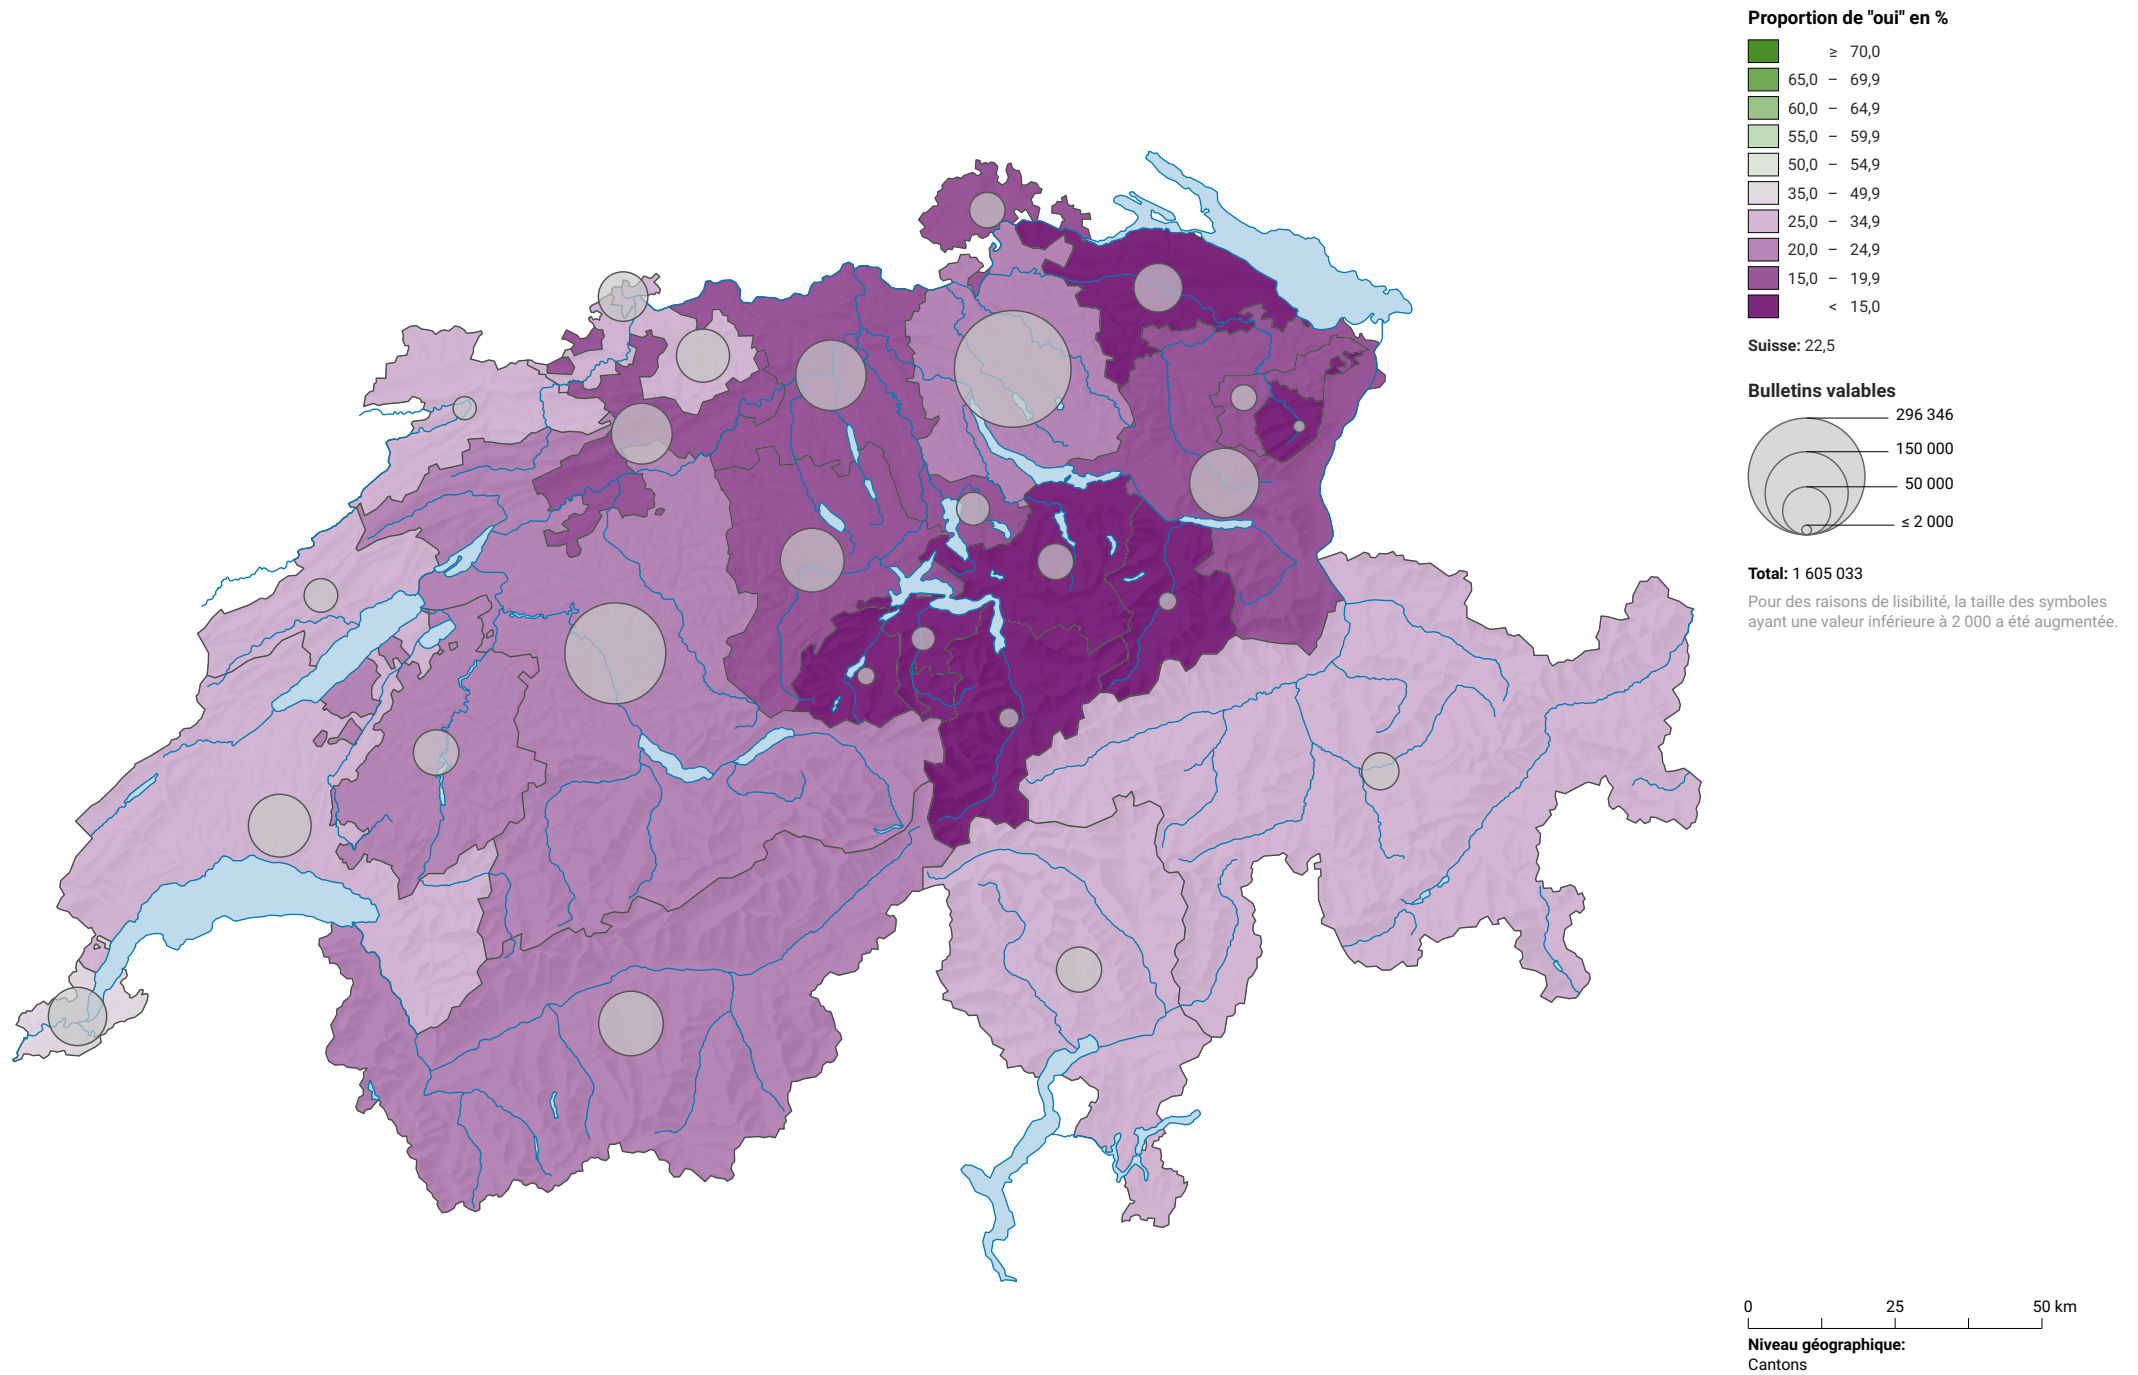 Proportion de "oui" en %
≥ 70,0
65,0 – 69,9
60,0 – 64,9
55,0 – 59,9
50,0 – 54,9
35,0 – 49,9
25,0 – 34,9
20,0 – 24,9
15,0 – 19,9
< 15,0
Suisse: 22,5
Bulletins valables
296 346
150 000
50 000
≤ 2 000
Total: 1 605 033
Pour des raisons de lisibilité, la taille des symboles
ayant une valeur inférieure à 2 000 a été augmentée.
0 25 50 km
Niveau géographique:
Cantons